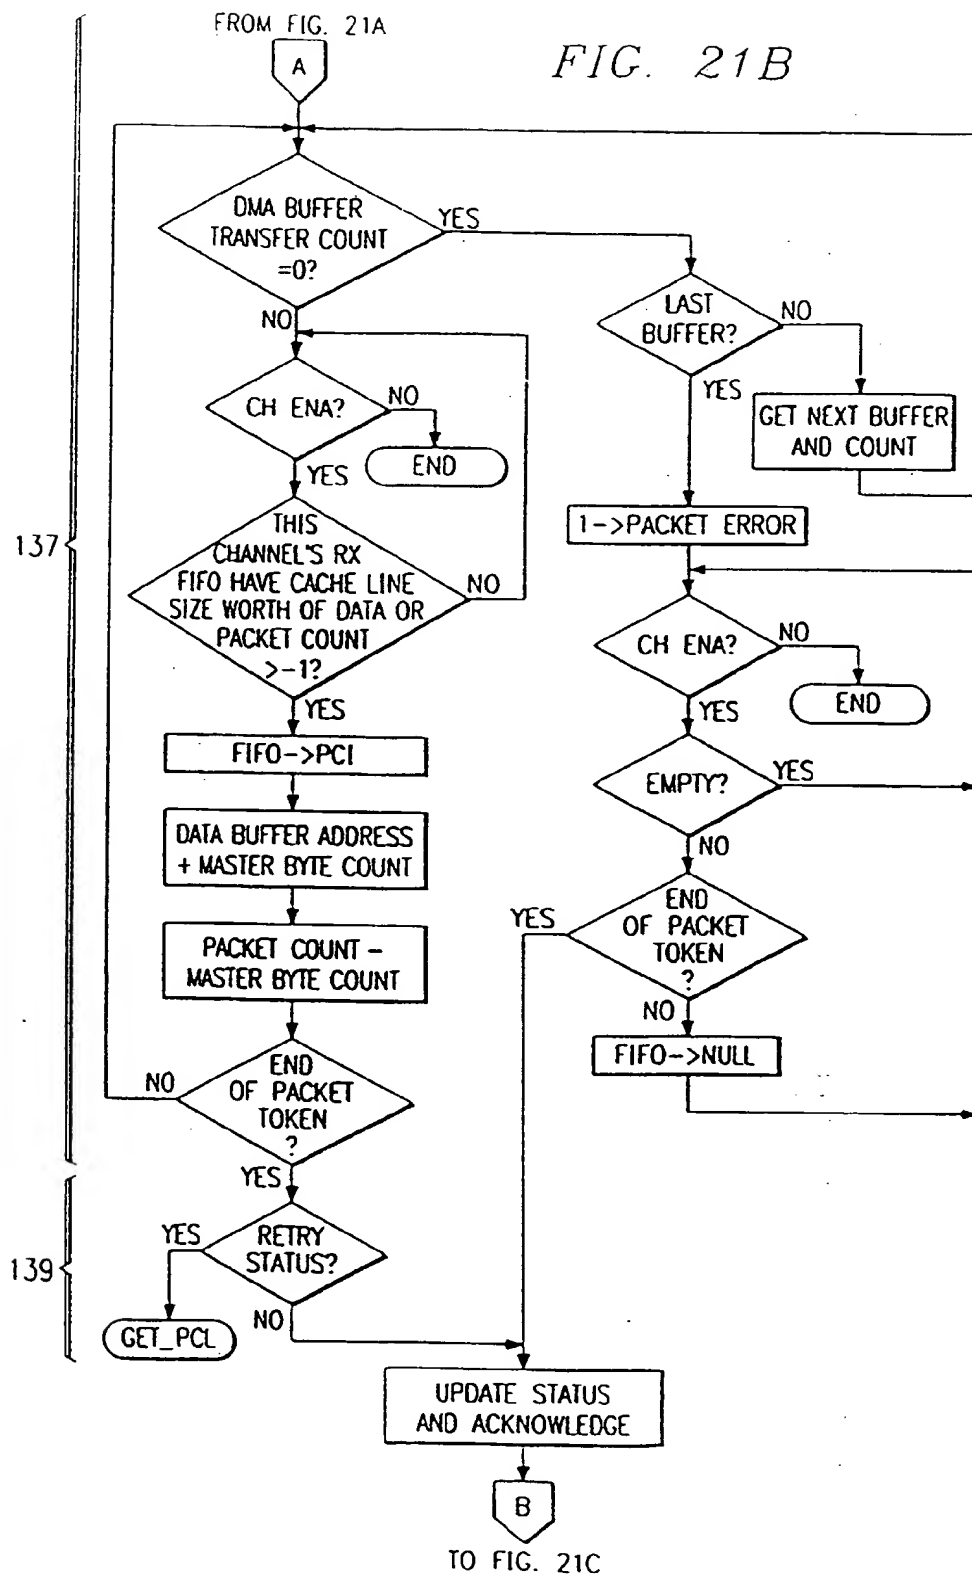 FROM FIG. 21A
A
FIG. 21B
DMA BUFFER
TRANSFER COUNT
=0?
YES
NO
LAST
BUFFER?
NO
YES
GET NEXT BUFFER
AND COUNT
CH ENA?
NO
END
YES
1->PACKET ERROR
137
THIS
CHANNEL'S RX
FIFO HAVE CACHE LINE
SIZE WORTH OF DATA OR
PACKET COUNT
>-1?
NO
YES
CH ENA?
NO
END
YES
FIFO->PCI
EMPTY?
YES
NO
DATA BUFFER ADDRESS
+ MASTER BYTE COUNT
END
OF PACKET
TOKEN
?
YES
NO
PACKET COUNT -
MASTER BYTE COUNT
FIFO->NULL
END
OF PACKET
TOKEN
?
NO
YES
139
RETRY
STATUS?
YES
NO
GET_PCL
UPDATE STATUS
AND ACKNOWLEDGE
B
TO FIG. 21C